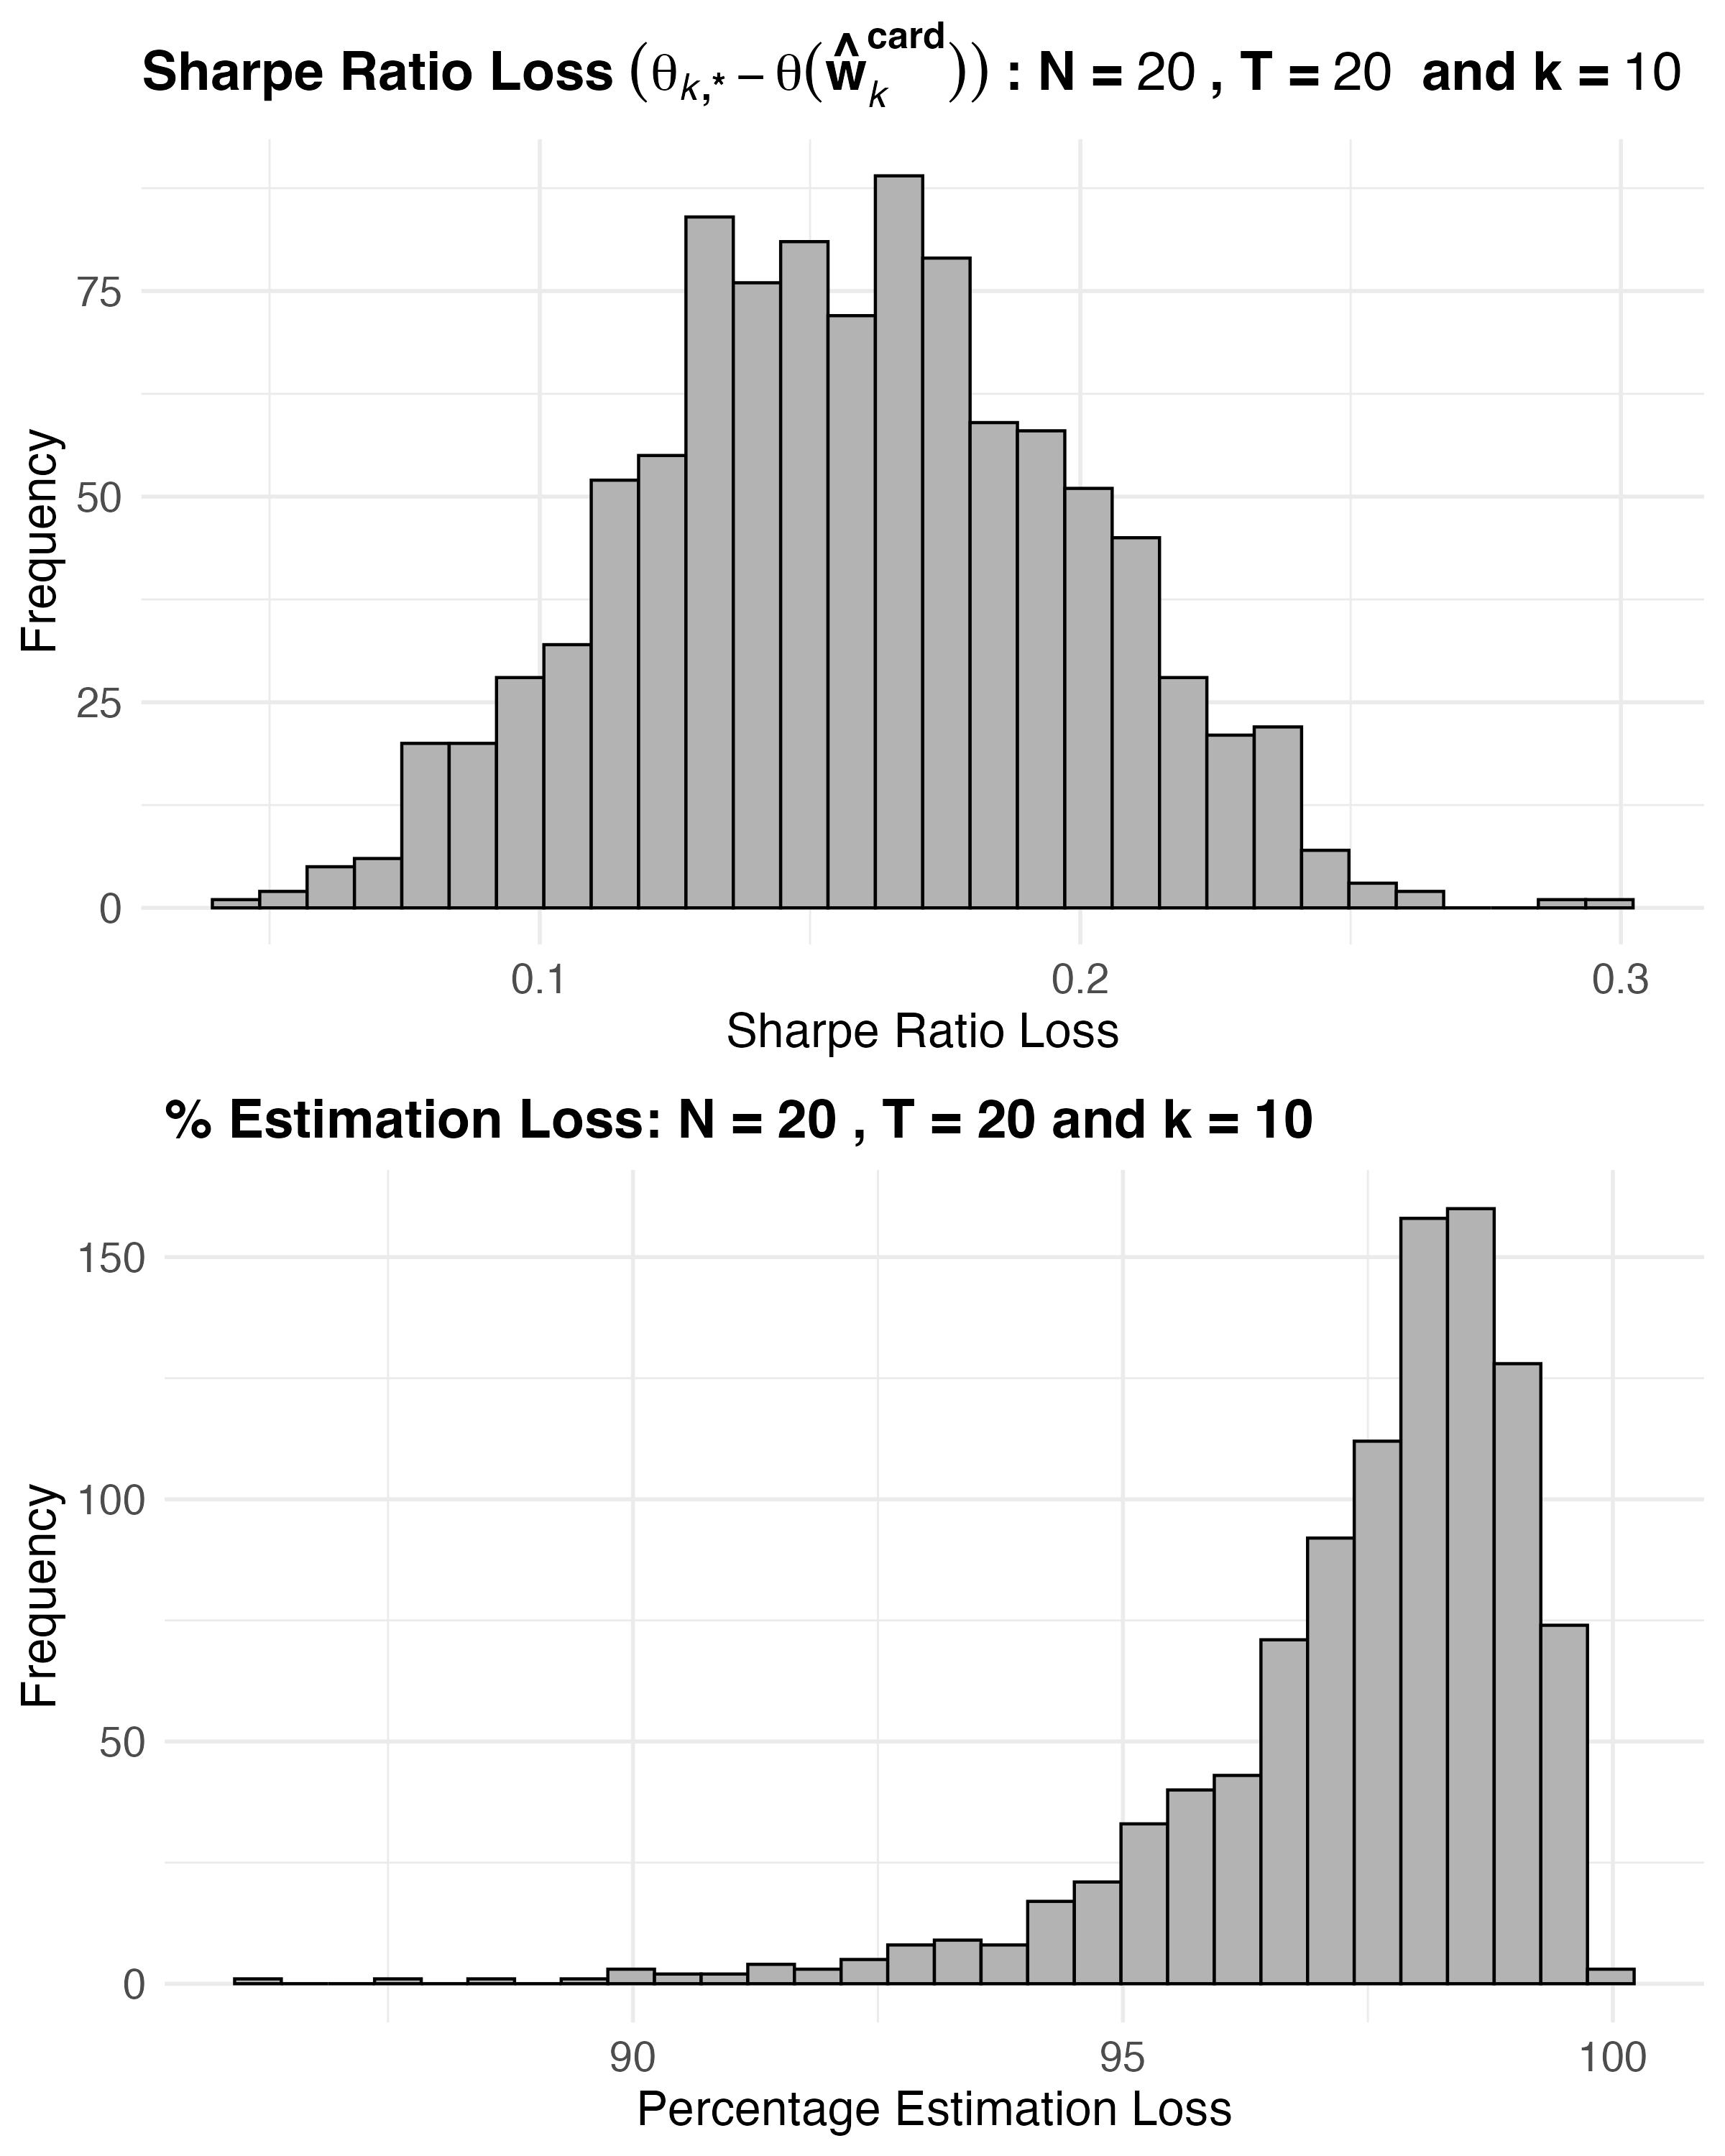 Sharpe Ratio Loss (θk,* − θ(ŵk^card)) : N = 20 , T = 20 and k = 10
Frequency
75
50
25
0
0.1 0.2 0.3
Sharpe Ratio Loss
% Estimation Loss: N = 20 , T = 20 and k = 10
Frequency
150
100
50
0
90 95 100
Percentage Estimation Loss